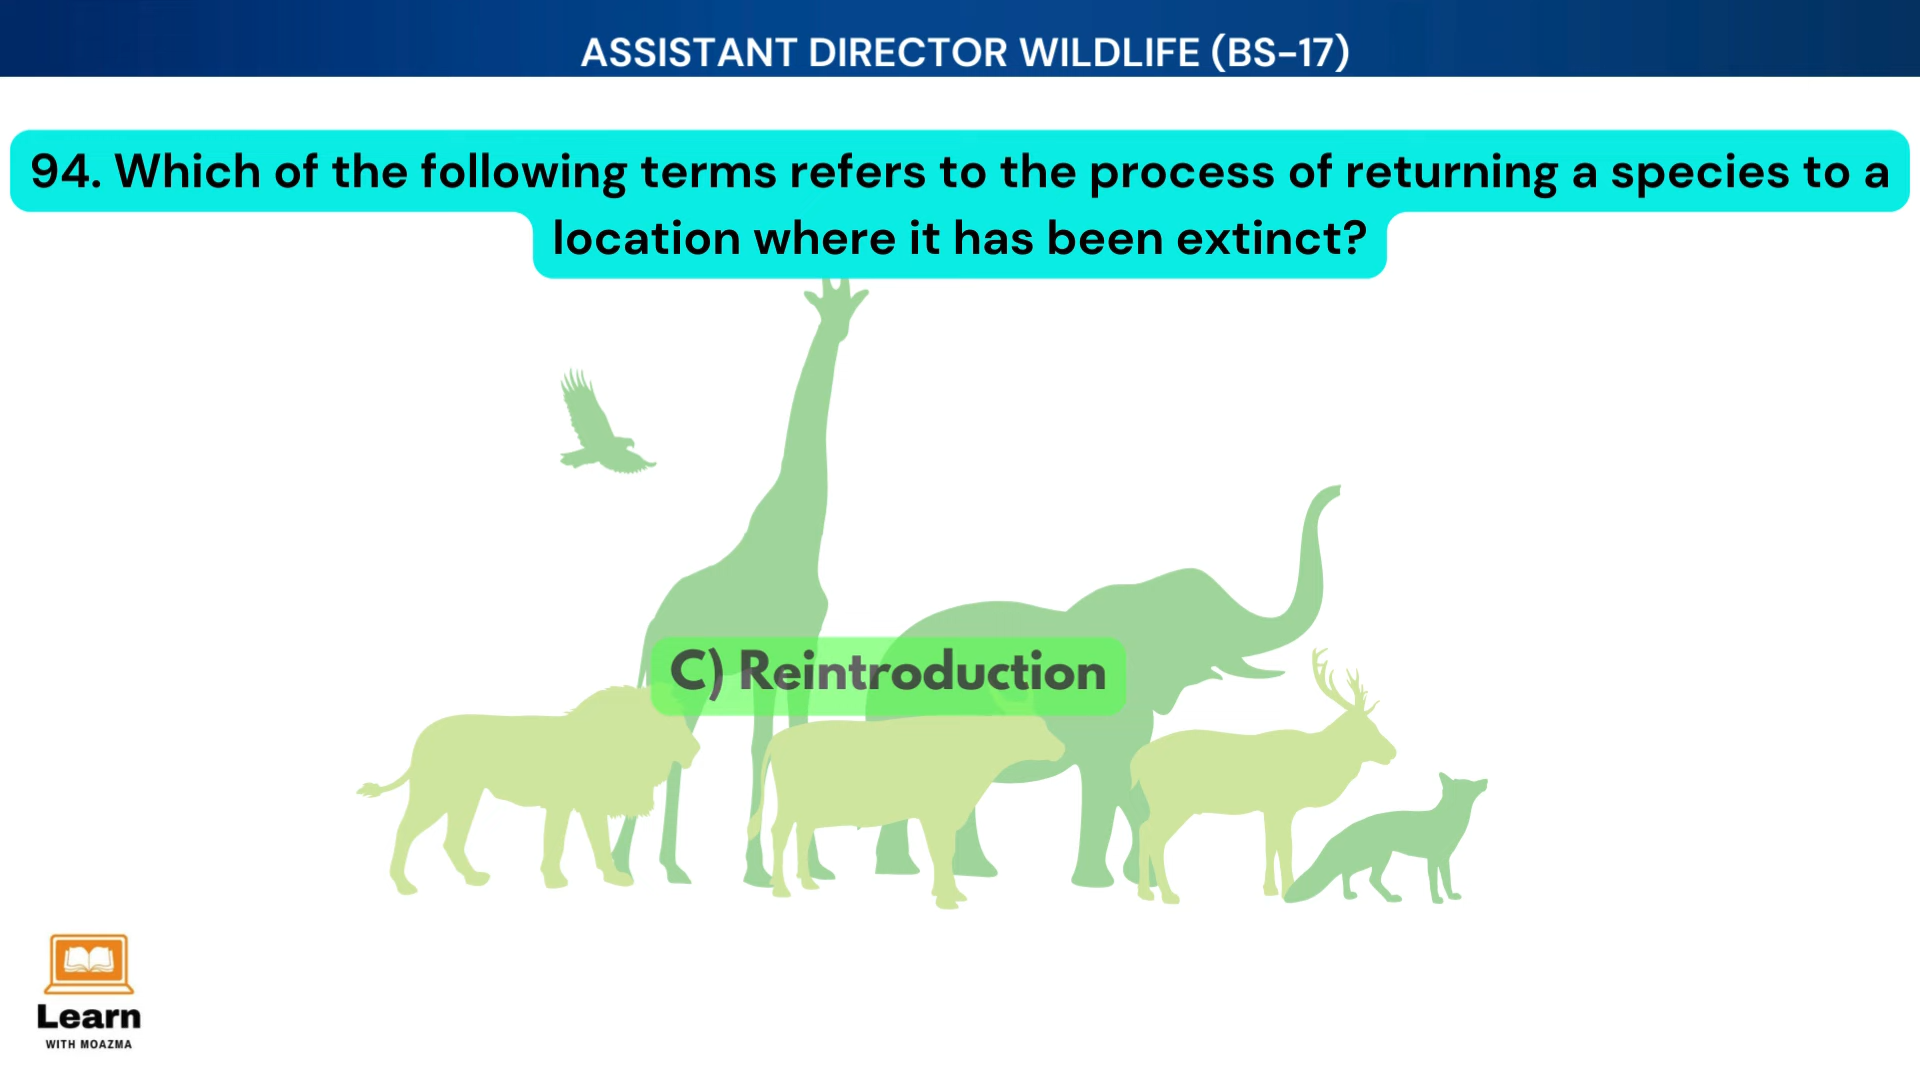 ASSISTANT DIRECTOR WILDLIFE (BS-17)
94. Which of the following terms refers to the process of returning a species to a
location where it has been extinct?
C) Reintroduction
Learn
WITH MOAZMA